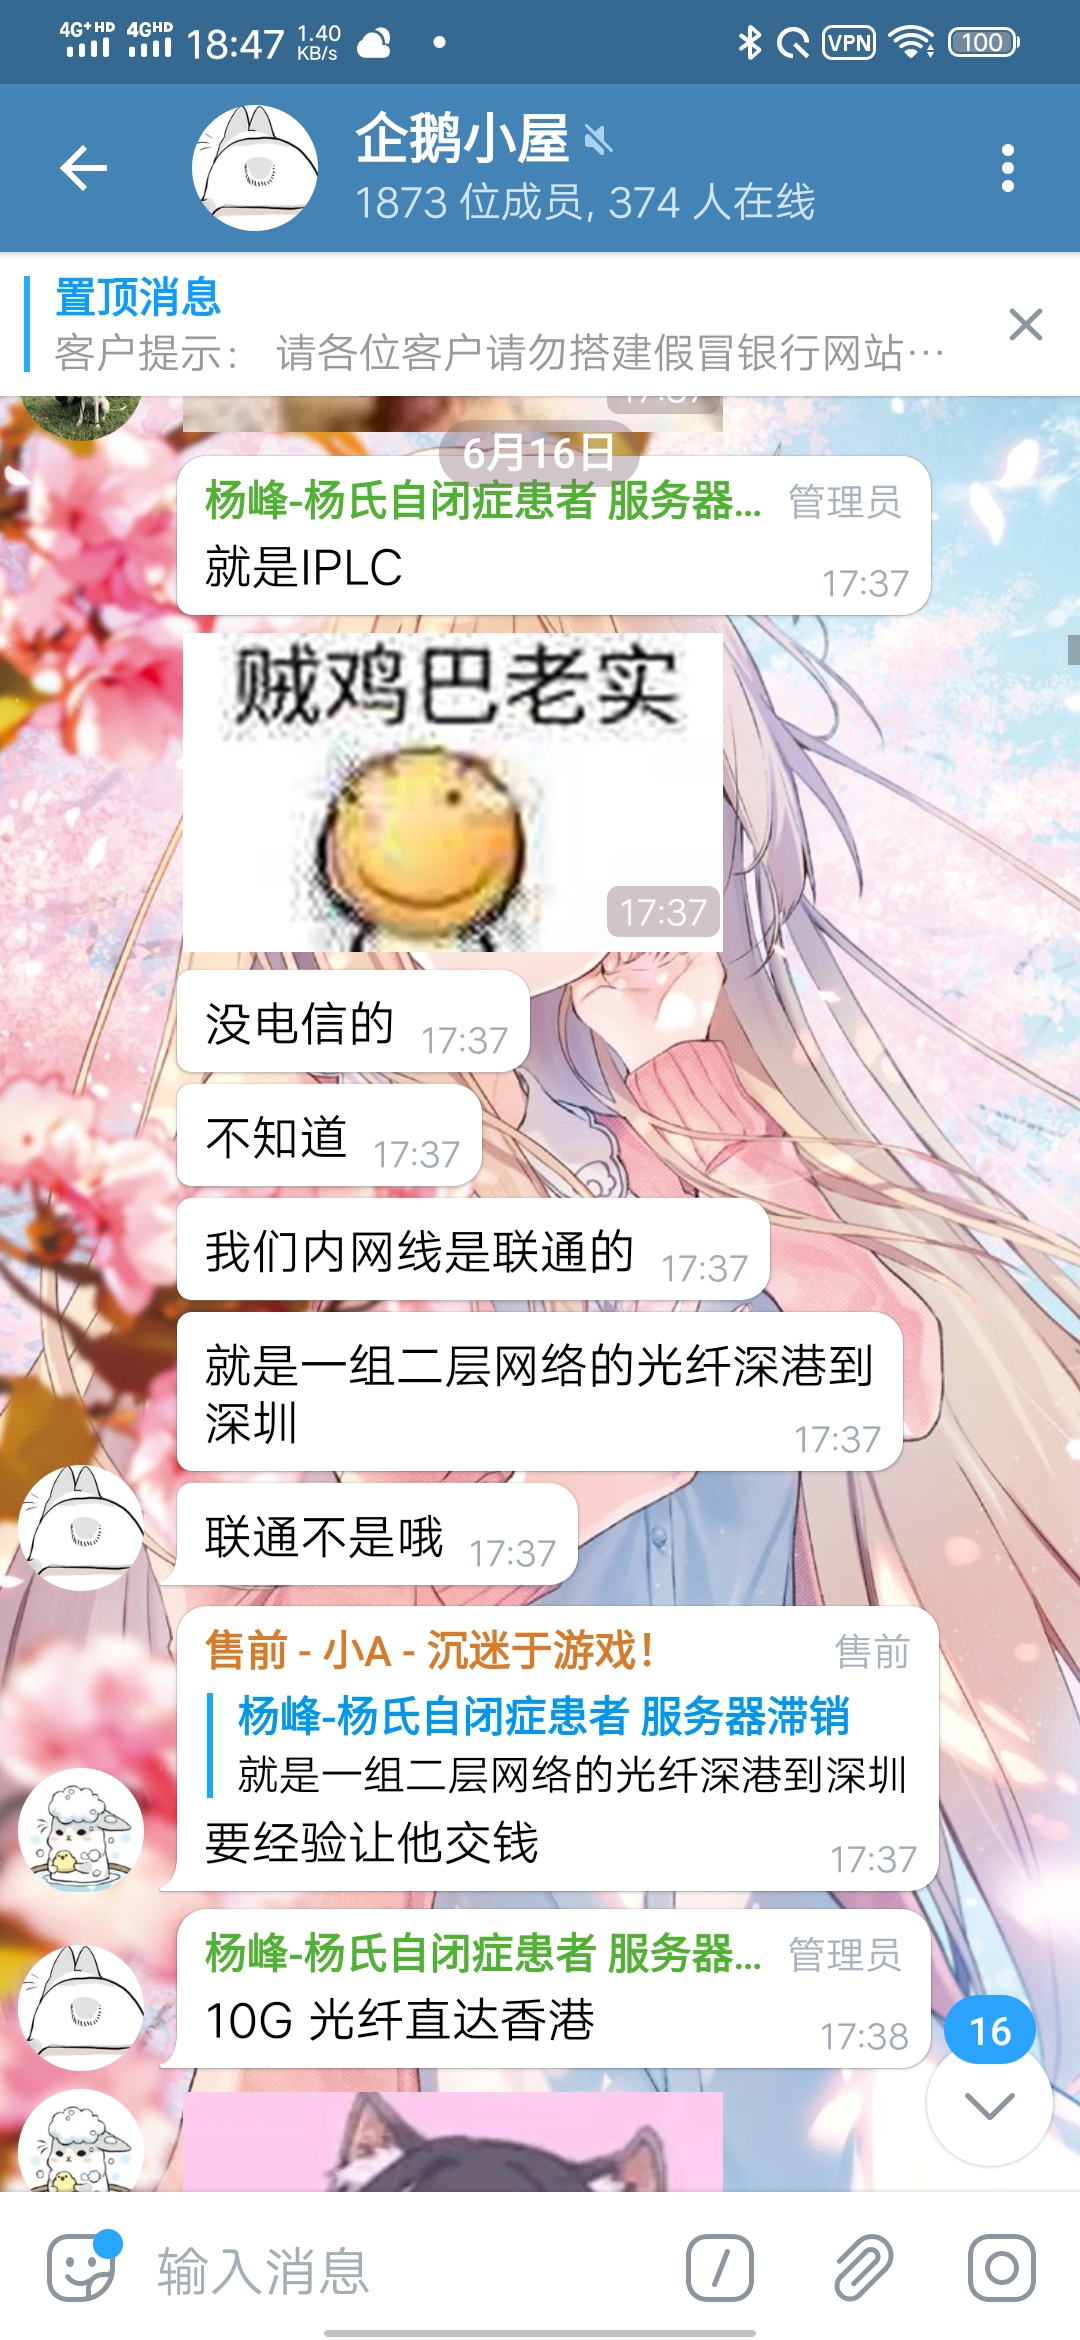 4G+HD 4GHD 18:47 1.40 KB/s VPN 100
企鹅小屋
1873 位成员, 374 人在线
置顶消息
客户提示： 请各位客户请勿搭建假冒银行网站…
17:37
6月16日
杨峰-杨氏自闭症患者 服务器... 管理员
就是IPLC
17:37
贼鸡巴老实
17:37
没电信的 17:37
不知道 17:37
我们内网线是联通的 17:37
就是一组二层网络的光纤深港到
深圳
17:37
联通不是哦 17:37
售前 - 小A - 沉迷于游戏！ 售前
杨峰-杨氏自闭症患者 服务器滞销
就是一组二层网络的光纤深港到深圳
要经验让他交钱
17:37
杨峰-杨氏自闭症患者 服务器... 管理员
10G 光纤直达香港
17:38
16
输入消息